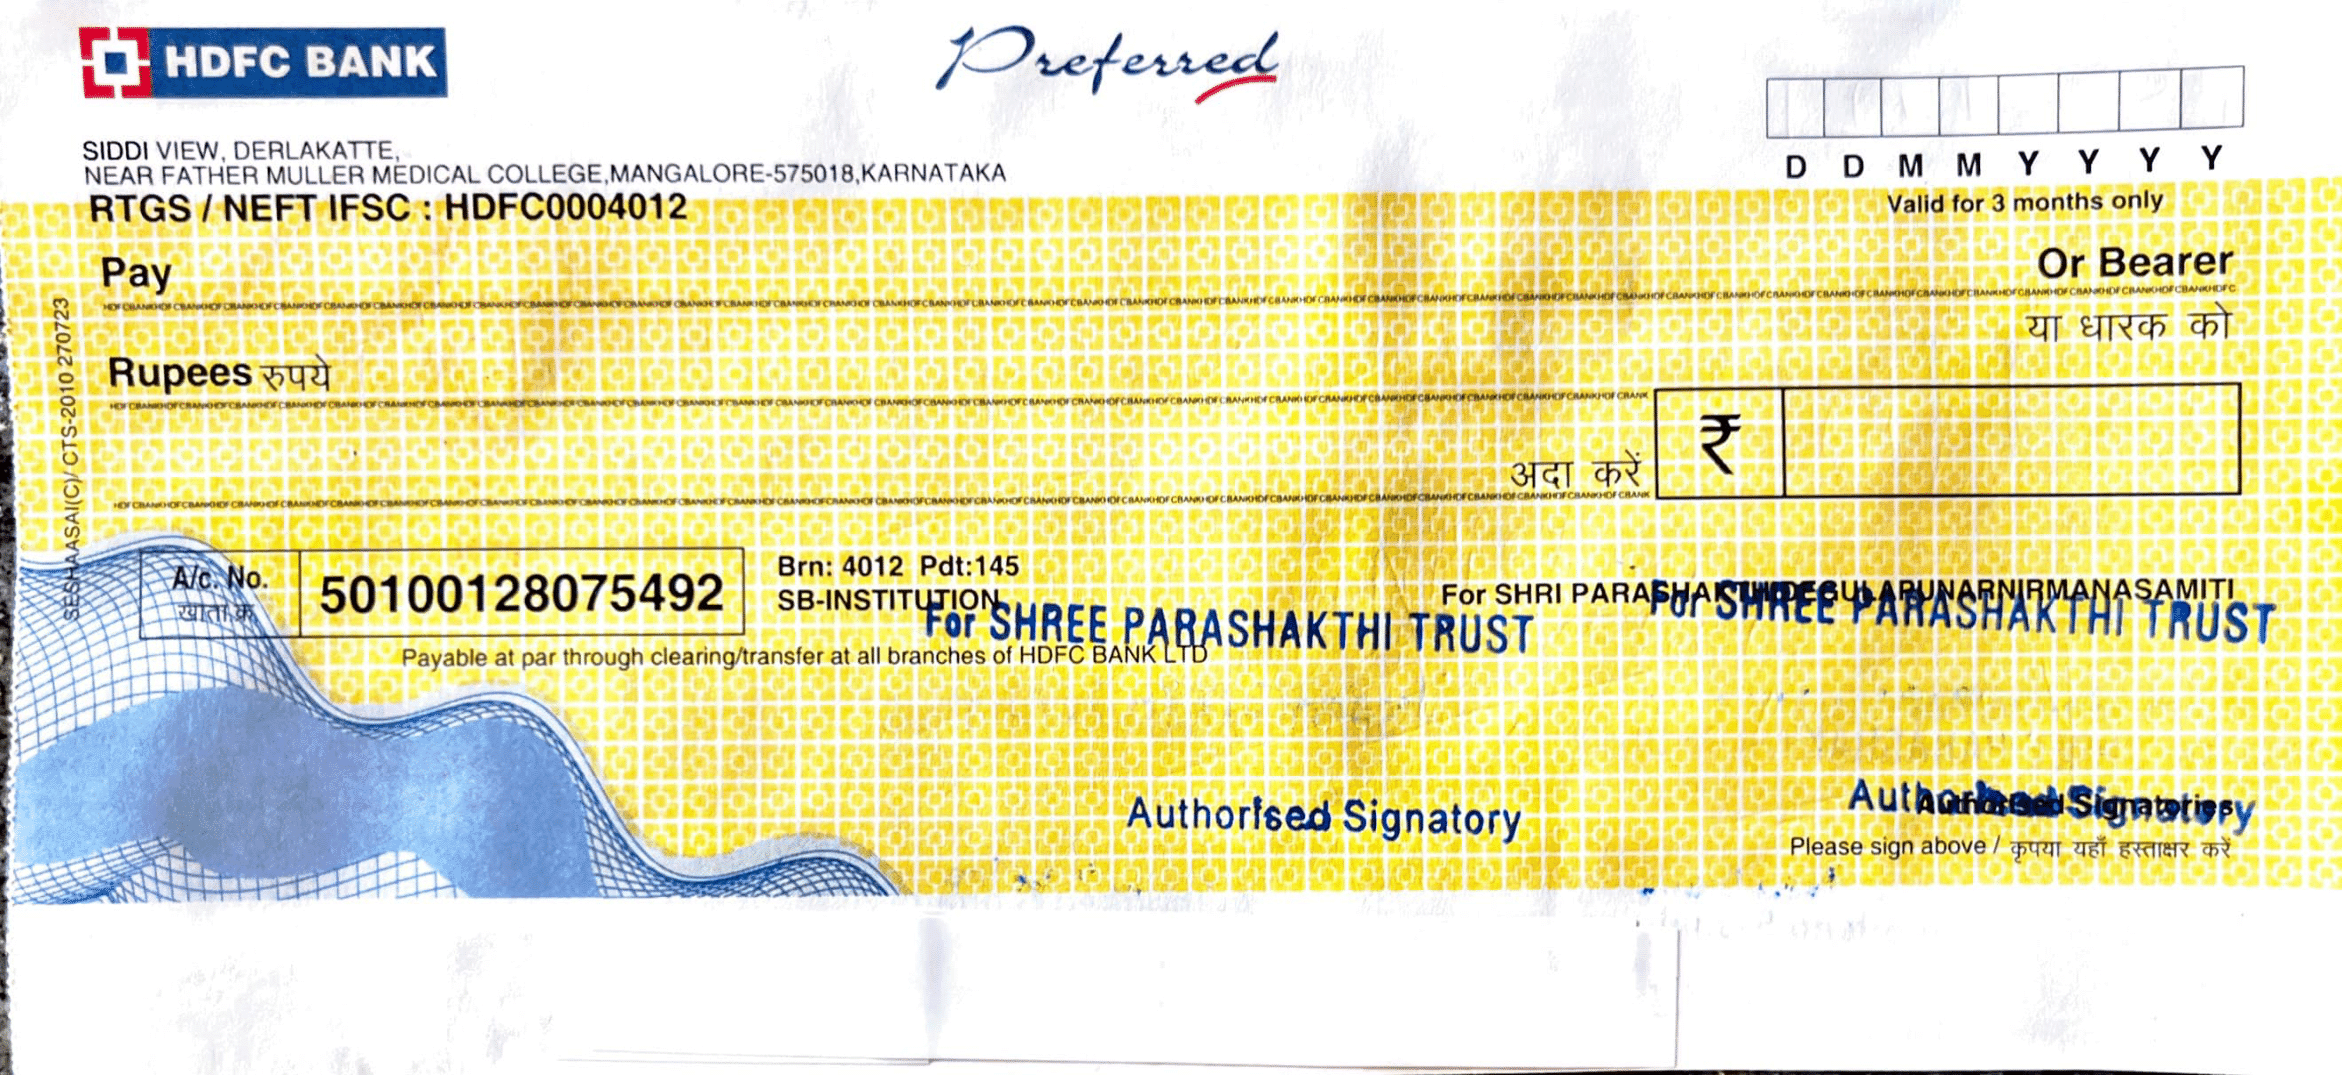 HDFC BANK
Preferred
SIDDI VIEW, DERLAKATTE,
NEAR FATHER MULLER MEDICAL COLLEGE,MANGALORE-575018,KARNATAKA
RTGS / NEFT IFSC : HDFC0004012
D D M M Y Y Y Y
Valid for 3 months only
Pay
Or Bearer
या धारक को
Rupees रुपये
अदा करें
₹
SESHAASAI(C)/ CTS-2010 270723
A/c. No.
खाता क्र.
50100128075492
Brn: 4012 Pdt:145
SB-INSTITUTION
For SHRI PARASHAKTHIDEGULAPUNARNIRMANASAMITI
For SHREE PARASHAKTHI TRUST
For SHREE PARASHAKTHI TRUST
Payable at par through clearing/transfer at all branches of HDFC BANK LTD
Authorised Signatory
Authorised Signatory
Authorised Signatories
Please sign above / कृपया यहाँ हस्ताक्षर करें